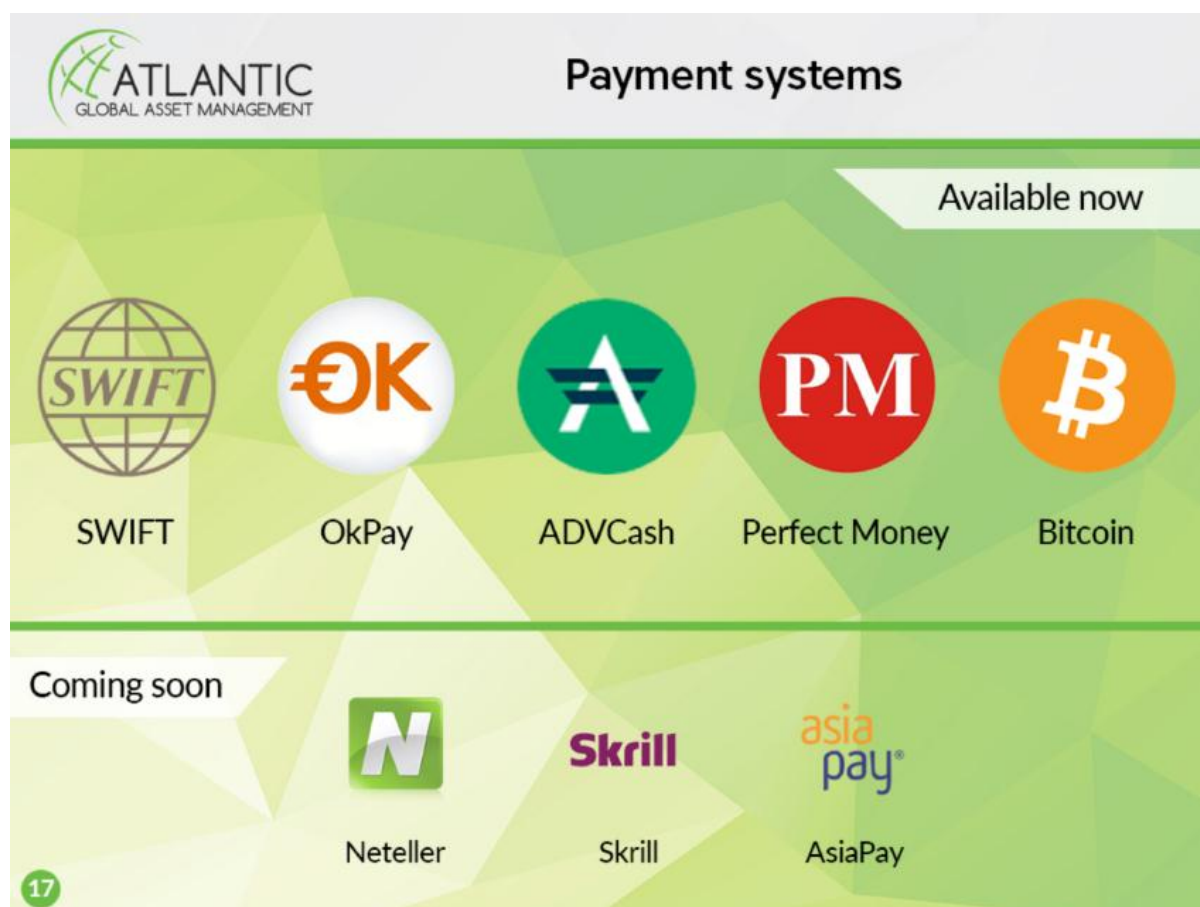 ATLANTIC
GLOBAL ASSET MANAGEMENT
Payment systems
Available now
SWIFT
OK
A
PM
SWIFT
OkPay
ADVCash
Perfect Money
Bitcoin
Coming soon
N
Skrill
asia
pay®
Neteller
Skrill
AsiaPay
17